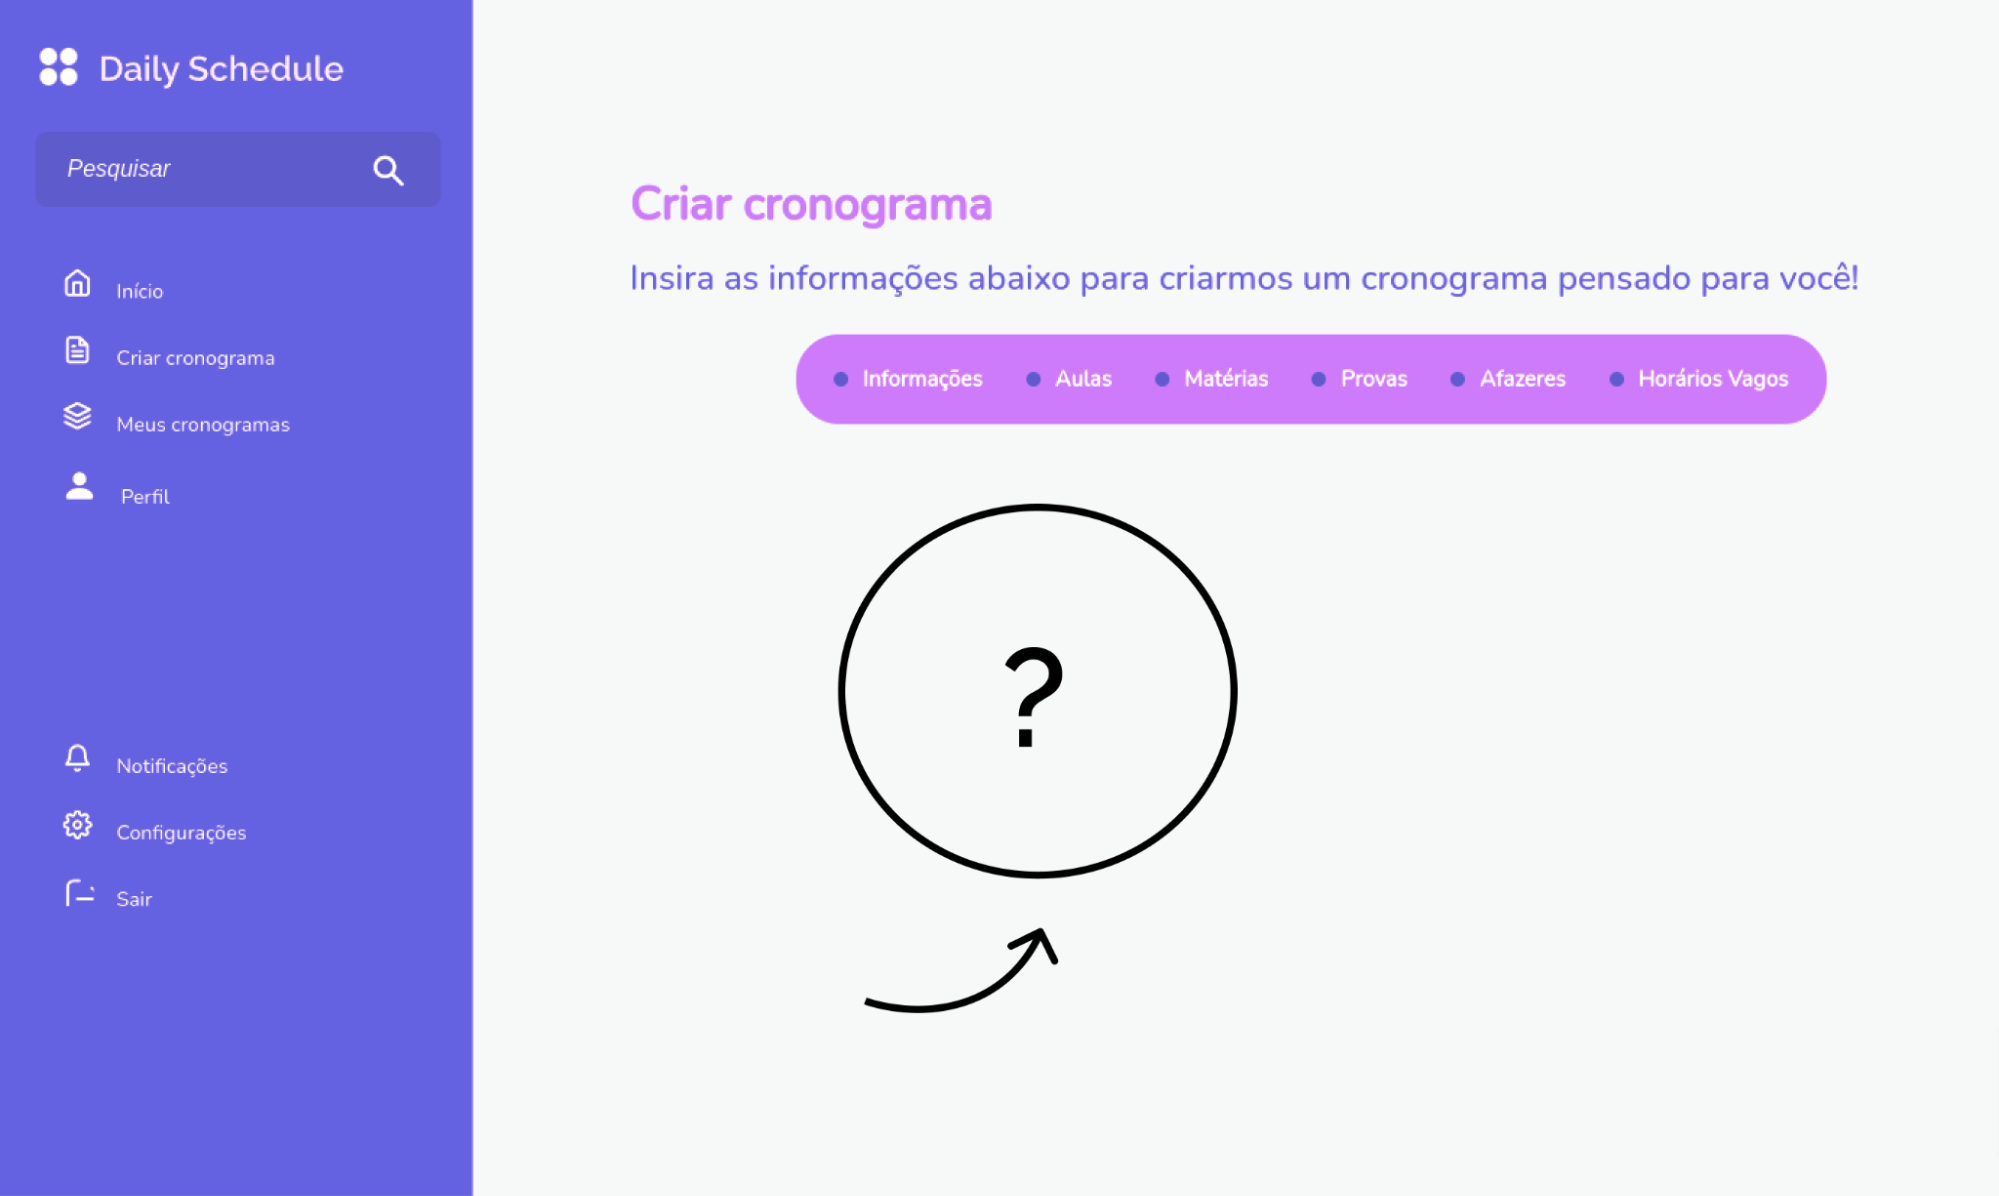 Daily Schedule
Pesquisar
Início
Criar cronograma
Meus cronogramas
Perfil
Notificações
Configurações
Sair
Criar cronograma
Insira as informações abaixo para criarmos um cronograma pensado para você!
Informações Aulas Matérias Provas Afazeres Horários Vagos
?